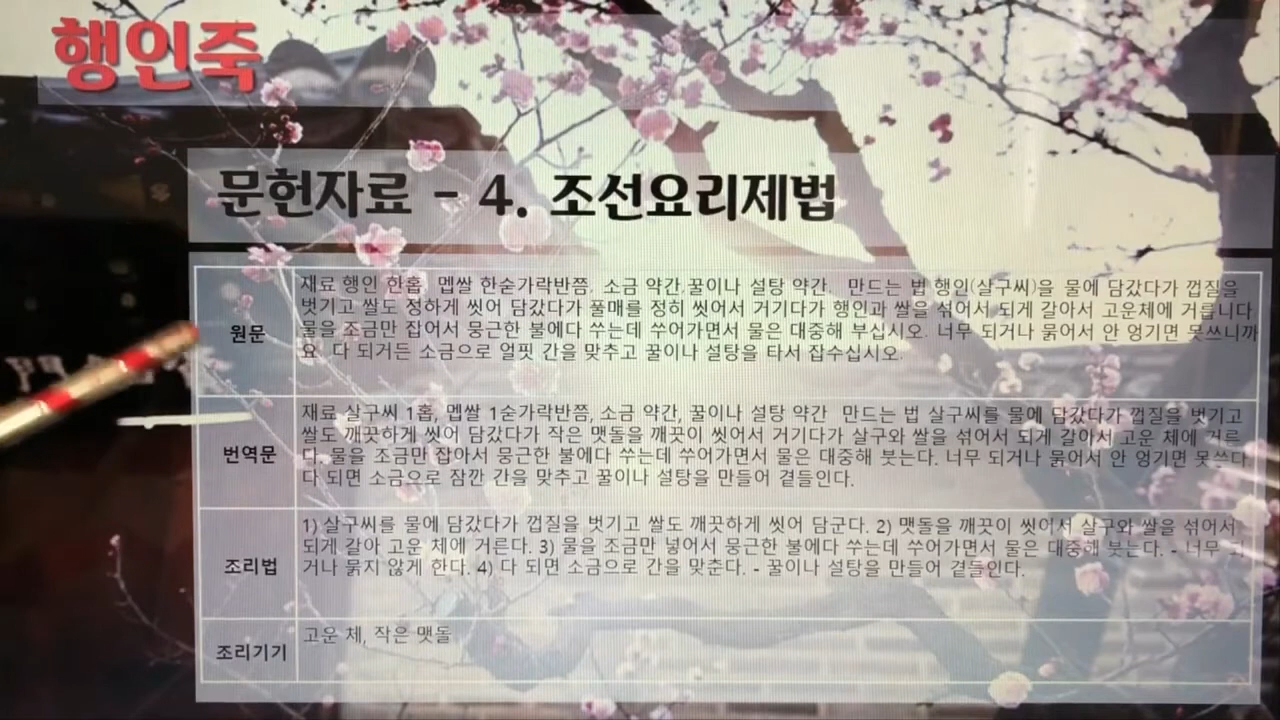 행인죽
문헌자료 - 4. 조선요리제법
원문
재료 행인 한홉, 멥쌀 한숟가락반쯤, 소금 약간,꿀이나 설탕 약간, 만드는 법 행인(살구씨)을 물에 담갔다가 껍질을
벗기고 쌀도 정하게 씻어 담갔다가 풀매를 정히 씻어서 거기다가 행인과 쌀을 섞어서 되게 갈아서 고운체에 거릅니다
물을 조금만 잡어서 뭉근한 불에다 쑤는데 쑤어가면서 물은 대중해 부십시오. 너무 되거나 묽어서 안 엉기면 못쓰니까
요. 다 되거든 소금으로 얼핏 간을 맞추고 꿀이나 설탕을 타서 잡수십시오.
번역문
재료 살구씨 1홉, 멥쌀 1숟가락반쯤, 소금 약간, 꿀이나 설탕 약간 만드는 법 살구씨를 물에 담갔다가 껍질을 벗기고
쌀도 깨끗하게 씻어 담갔다가 작은 맷돌을 깨끗이 씻어서 거기다가 살구와 쌀을 섞어서 되게 갈아서 고운 체에 거른
다. 물을 조금만 잡아서 뭉근한 불에다 쑤는데 쑤어가면서 물은 대중해 붓는다. 너무 되거나 묽어서 안 엉기면 못쓴다
다 되면 소금으로 잠깐 간을 맞추고 꿀이나 설탕을 만들어 곁들인다.
조리법
1) 살구씨를 물에 담갔다가 껍질을 벗기고 쌀도 깨끗하게 씻어 담군다. 2) 맷돌을 깨끗이 씻어서 살구와 쌀을 섞어서
되게 갈아 고운 체에 거른다. 3) 물을 조금만 넣어서 뭉근한 불에다 쑤는데 쑤어가면서 물은 대중해 붓는다. - 너무
거나 묽지 않게 한다. 4) 다 되면 소금으로 간을 맞춘다. - 꿀이나 설탕을 만들어 곁들인다.
조리기기
고운 체, 작은 맷돌